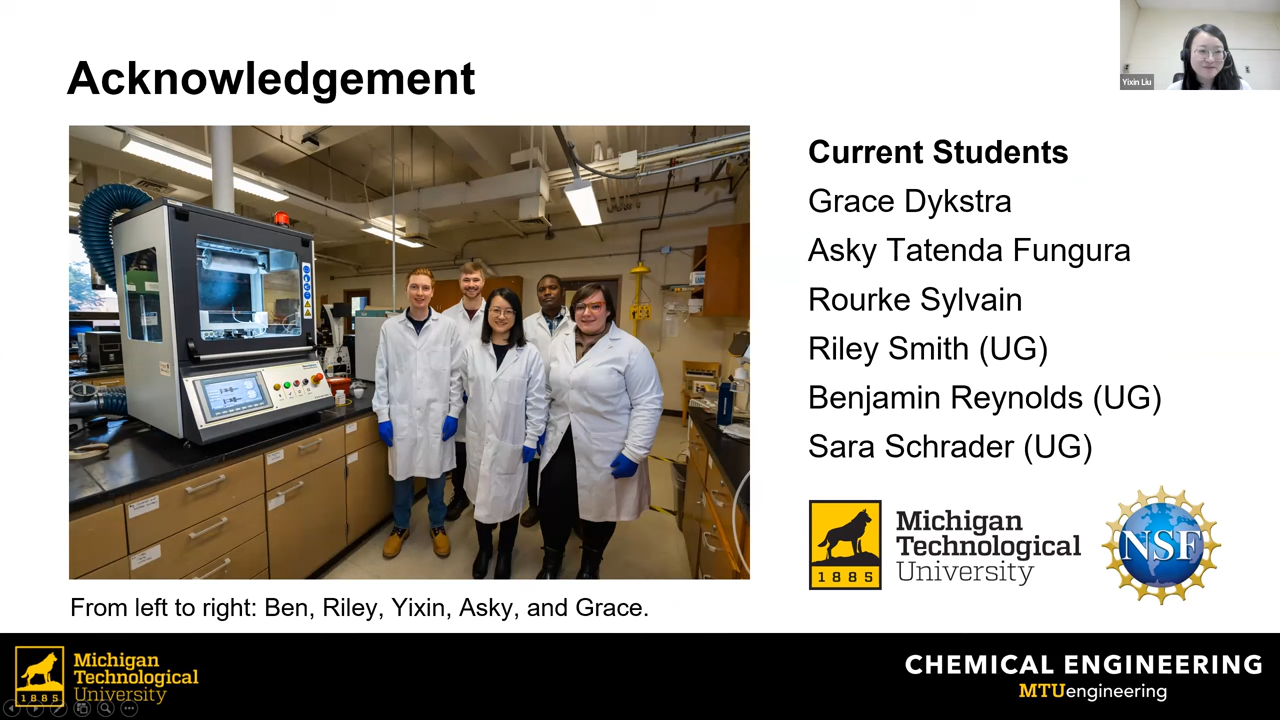 Acknowledgement
Yixin Liu
Current Students
Grace Dykstra
Asky Tatenda Fungura
Rourke Sylvain
Riley Smith (UG)
Benjamin Reynolds (UG)
Sara Schrader (UG)
1885
Michigan
Technological
University
NSF
From left to right: Ben, Riley, Yixin, Asky, and Grace.
1885
Michigan
Technological
University
CHEMICAL ENGINEERING
MTUengineering